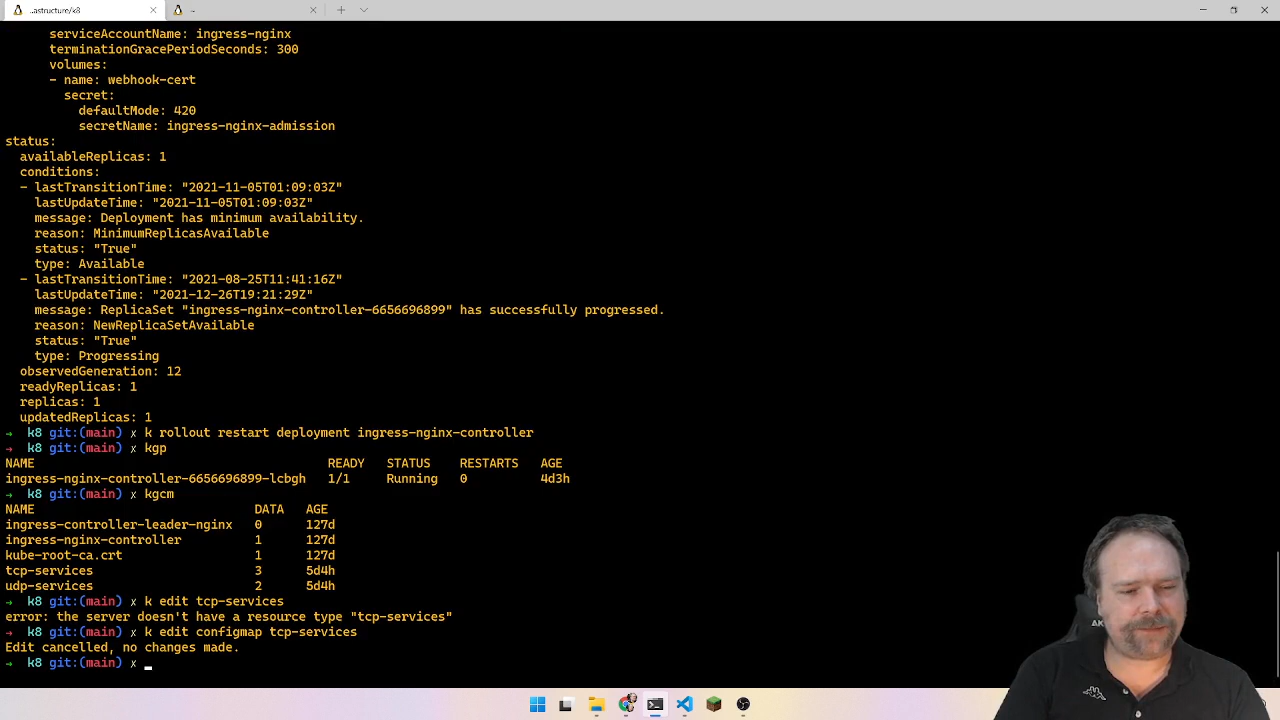 ..astructure/k8
~
serviceAccountName: ingress-nginx
terminationGracePeriodSeconds: 300
volumes:
- name: webhook-cert
secret:
defaultMode: 420
secretName: ingress-nginx-admission
status:
availableReplicas: 1
conditions:
- lastTransitionTime: "2021-11-05T01:09:03Z"
lastUpdateTime: "2021-11-05T01:09:03Z"
message: Deployment has minimum availability.
reason: MinimumReplicasAvailable
status: "True"
type: Available
- lastTransitionTime: "2021-08-25T11:41:16Z"
lastUpdateTime: "2021-12-26T19:21:29Z"
message: ReplicaSet "ingress-nginx-controller-6656696899" has successfully progressed.
reason: NewReplicaSetAvailable
status: "True"
type: Progressing
observedGeneration: 12
readyReplicas: 1
replicas: 1
updatedReplicas: 1
→ k8 git:(main) ✗ k rollout restart deployment ingress-nginx-controller
→ k8 git:(main) ✗ kgp
NAME READY STATUS RESTARTS AGE
ingress-nginx-controller-6656696899-lcbgh 1/1 Running 0 4d3h
→ k8 git:(main) ✗ kgcm
NAME DATA AGE
ingress-controller-leader-nginx 0 127d
ingress-nginx-controller 1 127d
kube-root-ca.crt 1 127d
tcp-services 3 5d4h
udp-services 2 5d4h
→ k8 git:(main) ✗ k edit tcp-services
error: the server doesn't have a resource type "tcp-services"
→ k8 git:(main) ✗ k edit configmap tcp-services
Edit cancelled, no changes made.
→ k8 git:(main) ✗
AK